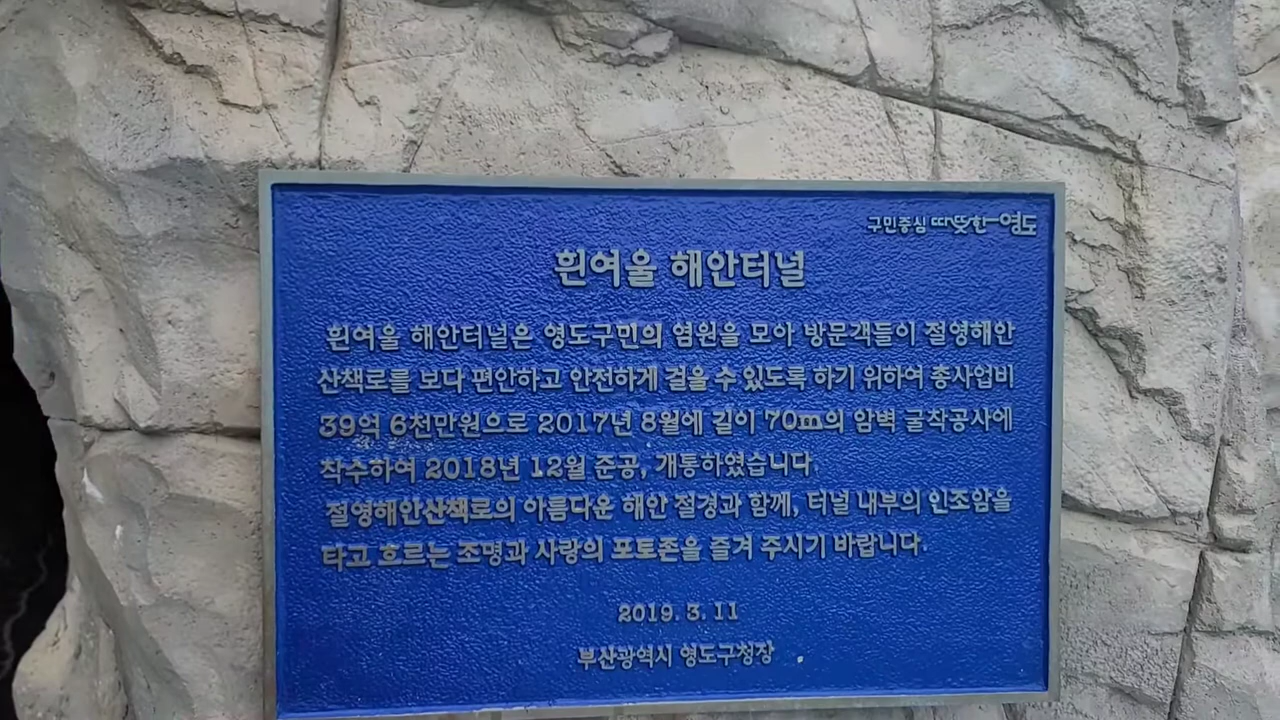 구민중심 따뜻한 영도
흰여울 해안터널
흰여울 해안터널은 영도구민의 염원을 모아 방문객들이 절영해안
산책로를 보다 편안하고 안전하게 걸을 수 있도록 하기 위하여 총사업비
39억 6천만원으로 2017년 8월에 길이 70m의 암벽 굴착공사에
착수하여 2018년 12월 준공, 개통하였습니다.
절영해안산책로의 아름다운 해안 절경과 함께, 터널 내부의 인조암을
타고 흐르는 조명과 사랑의 포토존을 즐겨 주시기 바랍니다.
2019. 3. 11
부산광역시 영도구청장